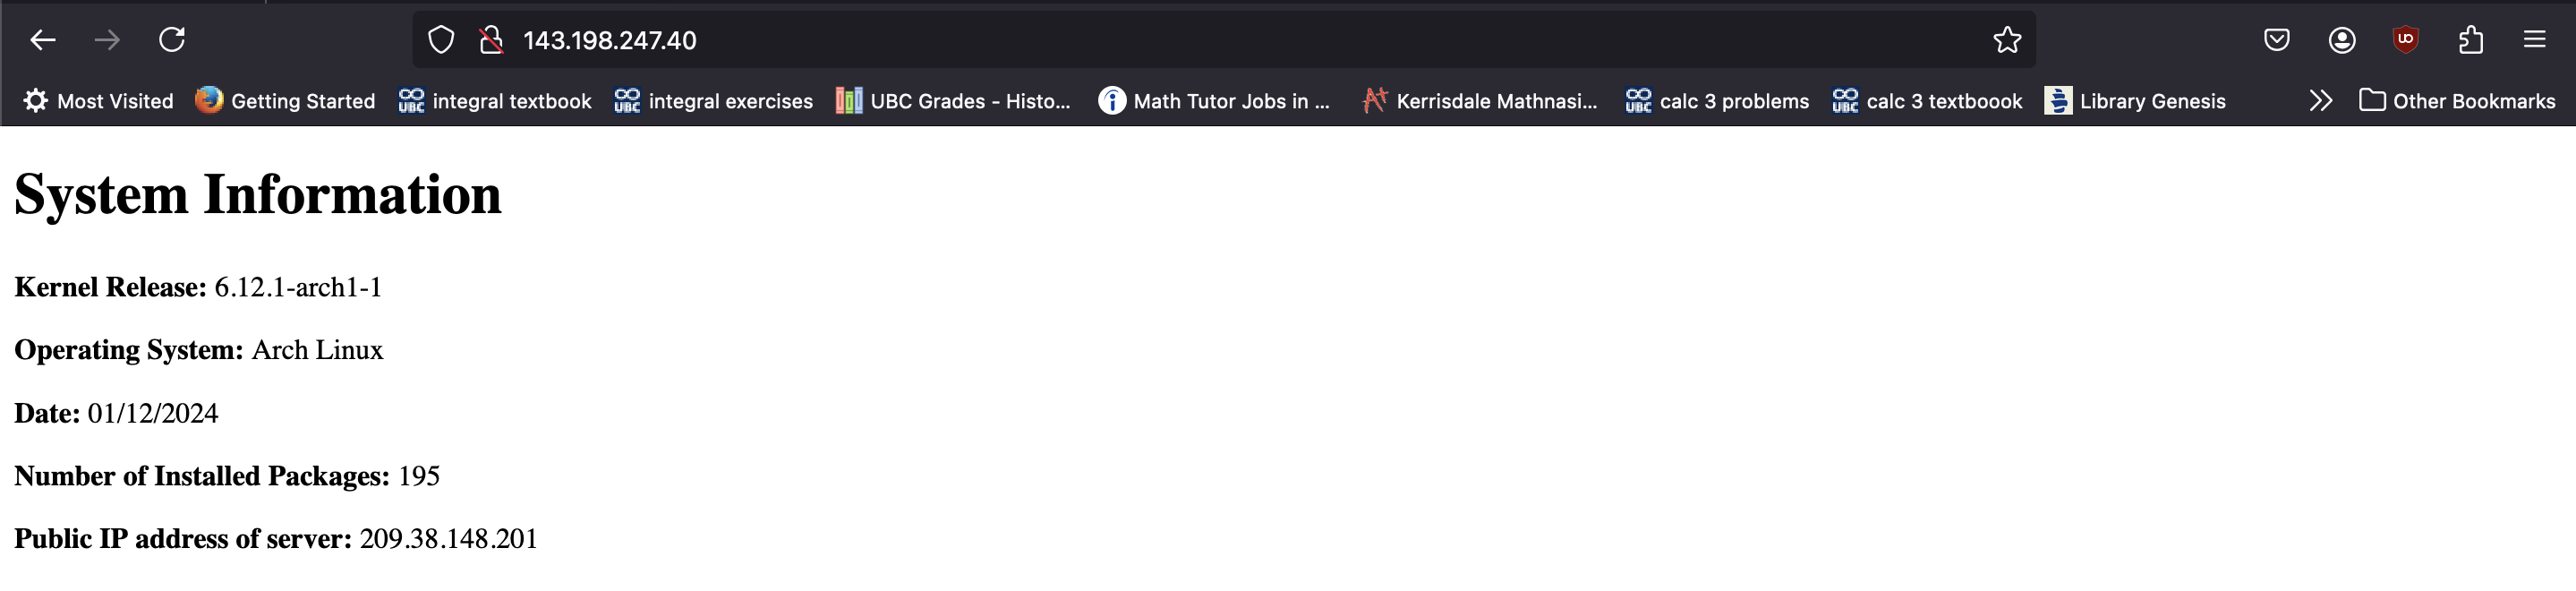 143.198.247.40
Most Visited Getting Started integral textbook integral exercises UBC Grades - Histo... Math Tutor Jobs in ... Kerrisdale Mathnasi... calc 3 problems calc 3 textboook Library Genesis Other Bookmarks
System Information
Kernel Release: 6.12.1-arch1-1
Operating System: Arch Linux
Date: 01/12/2024
Number of Installed Packages: 195
Public IP address of server: 209.38.148.201